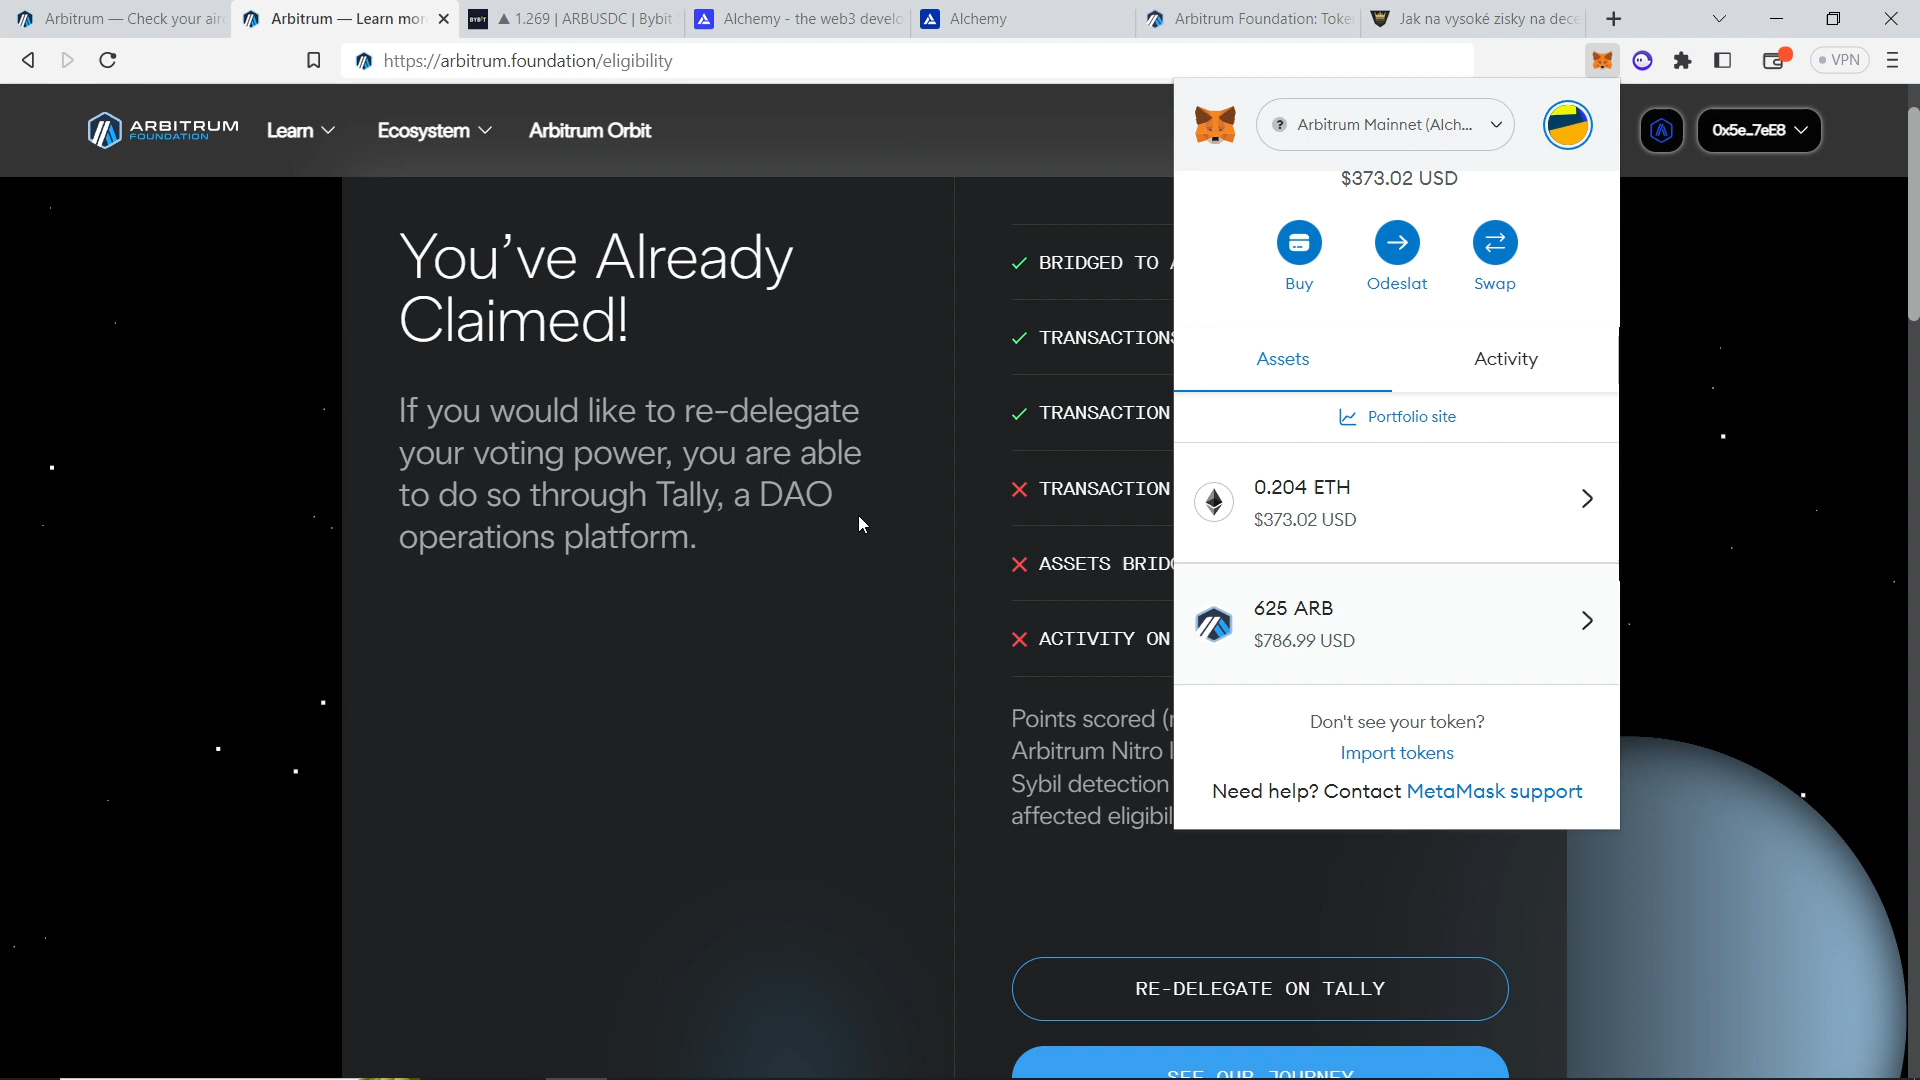 Arbitrum — Check your air
Arbitrum — Learn mor
BYBIT
▲ 1.269 | ARBUSDC | Bybit
Alchemy - the web3 develo
Alchemy
Arbitrum Foundation: Toke
Jak na vysoké zisky na dece
https://arbitrum.foundation/eligibility
VPN
ARBITRUM
FOUNDATION
Learn
Ecosystem
Arbitrum Orbit
Arbitrum Mainnet (Alch...
0x5e...7eE8
You've Already
Claimed!
If you would like to re-delegate
your voting power, you are able
to do so through Tally, a DAO
operations platform.
BRIDGED TO
TRANSACTIONS
TRANSACTION
TRANSACTION
ASSETS BRIDG
ACTIVITY ON
Points scored (
Arbitrum Nitro
Sybil detection
affected eligibil
RE-DELEGATE ON TALLY
SEE OUR JOURNEY
$373.02 USD
Buy
Odeslat
Swap
Assets
Activity
Portfolio site
0.204 ETH
$373.02 USD
625 ARB
$786.99 USD
Don't see your token?
Import tokens
Need help? Contact MetaMask support